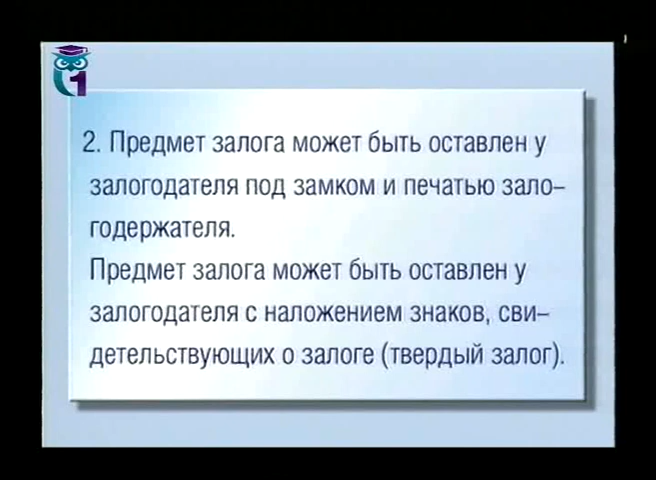 1
2. Предмет залога может быть оставлен у
залогодателя под замком и печатью зало–
годержателя.
Предмет залога может быть оставлен у
залогодателя с наложением знаков, сви–
детельствующих о залоге (твердый залог).